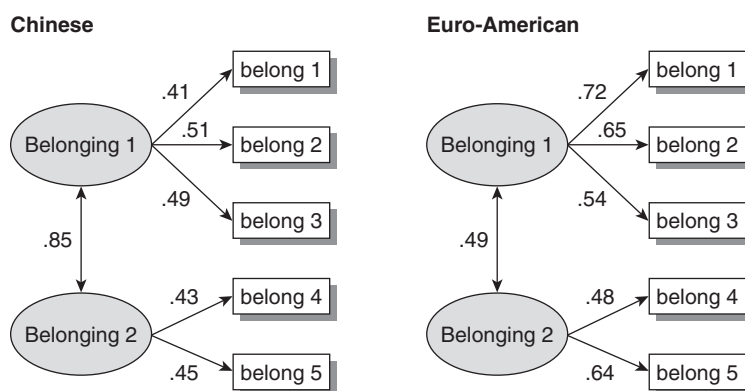 Chinese
belong 1
.41
Belonging 1
.51
belong 2
.49
belong 3
.85
.43
belong 4
Belonging 2
.45
belong 5
Euro-American
belong 1
.72
Belonging 1
.65
belong 2
.54
belong 3
.49
.48
belong 4
Belonging 2
.64
belong 5